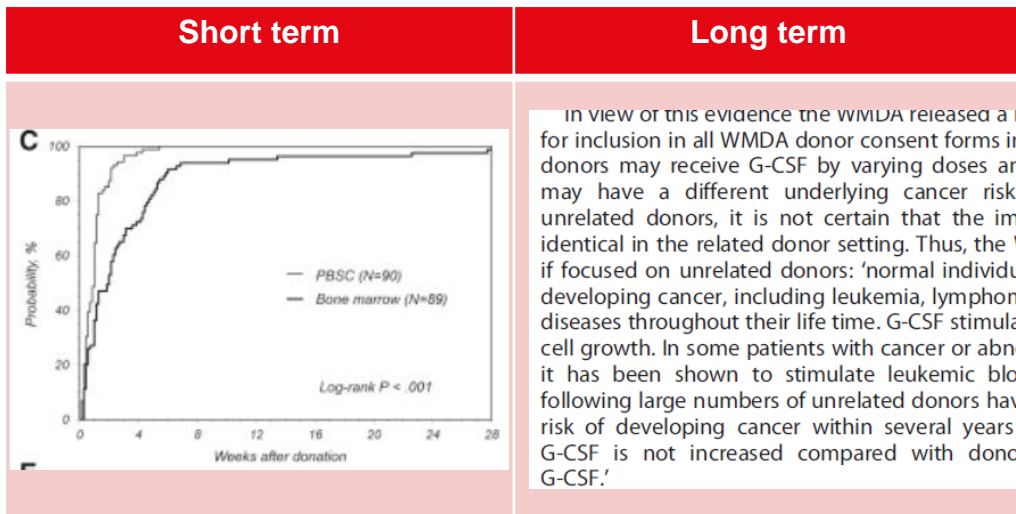 Short term
Long term
C
100
80
60
40
20
0
Probability, %
PBSC (N=90)
Bone marrow (N=89)
Log-rank P < .001
0 4 8 12 16 20 24 28
Weeks after donation
In view of this evidence the WMDA released a
for inclusion in all WMDA donor consent forms in
donors may receive G-CSF by varying doses an
may have a different underlying cancer risk
unrelated donors, it is not certain that the im
identical in the related donor setting. Thus, the
if focused on unrelated donors: ‘normal individu
developing cancer, including leukemia, lymphom
diseases throughout their life time. G-CSF stimula
cell growth. In some patients with cancer or abno
it has been shown to stimulate leukemic blo
following large numbers of unrelated donors hav
risk of developing cancer within several years
G-CSF is not increased compared with dono
G-CSF.’